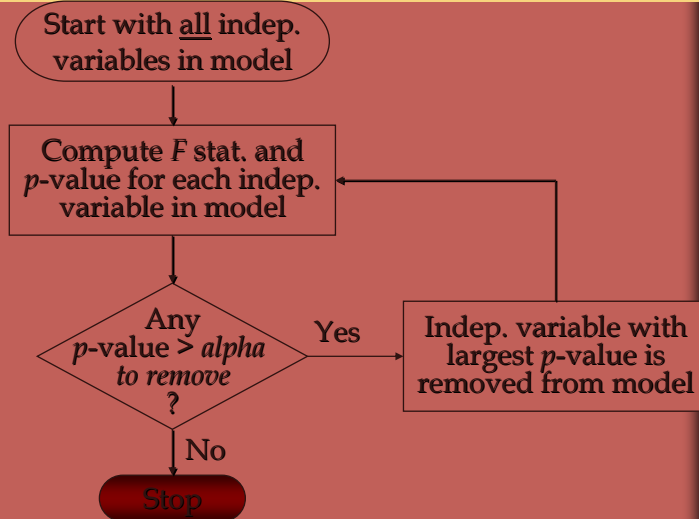 Start with all indep.
variables in model
Compute F stat. and
p-value for each indep.
variable in model
Any
p-value > alpha
to remove
?
Yes
Indep. variable with
largest p-value is
removed from model
No
Stop